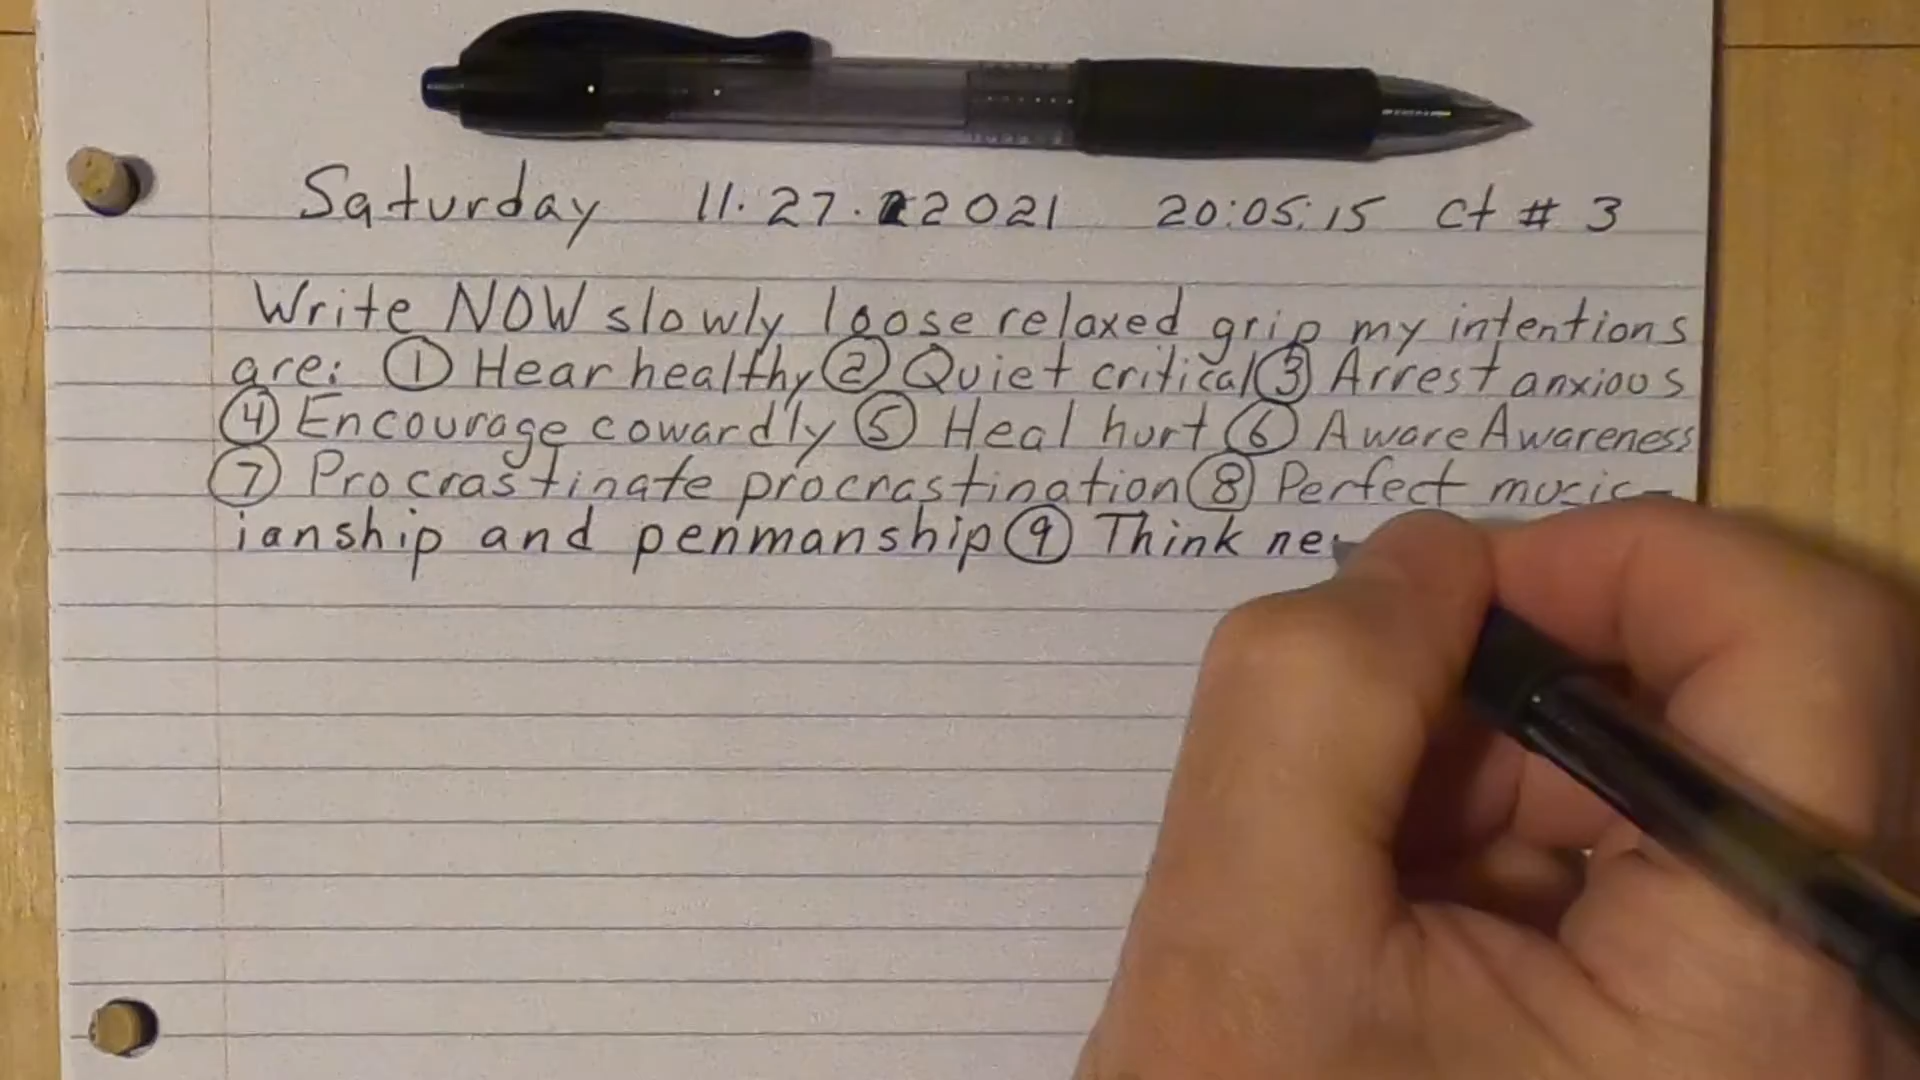 Saturday 11.27.2021 20:05:15 Ct # 3
Write NOW slowly loose relaxed grip my intentions
are: ① Hear healthy ② Quiet critical ③ Arrest anxious
④ Encourage cowardly ⑤ Heal hurt ⑥ Aware Awareness
⑦ Procrastinate procrastination ⑧ Perfect music-
ianship and penmanship ⑨ Think